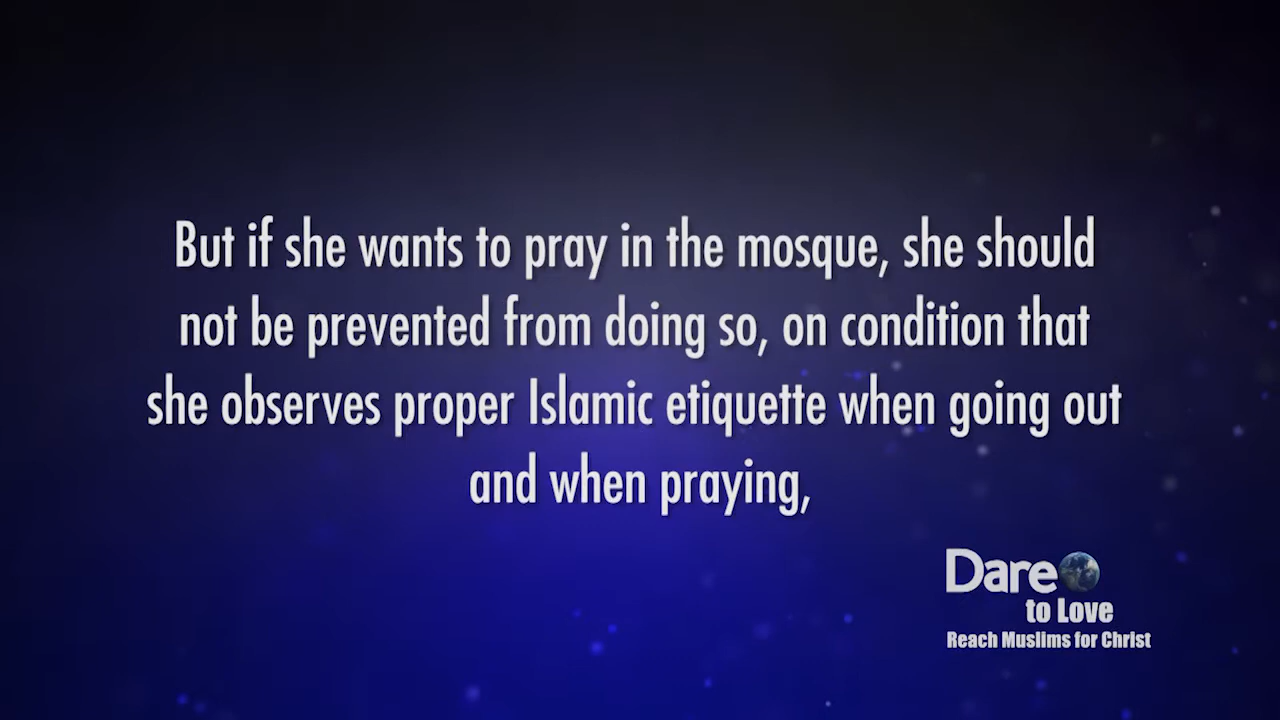 But if she wants to pray in the mosque, she should
not be prevented from doing so, on condition that
she observes proper Islamic etiquette when going out
and when praying,
Dare
to Love
Reach Muslims for Christ